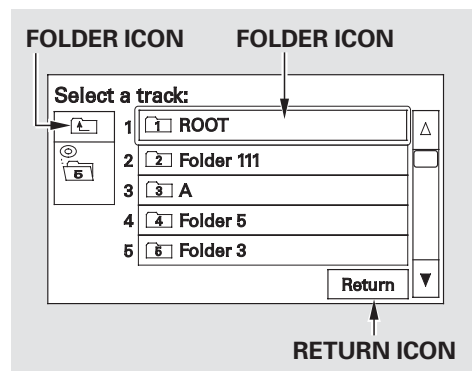 FOLDER ICON FOLDER ICON
Select a track:
1 1 ROOT
5
2 2 Folder 111
3 3 A
4 4 Folder 5
5 5 Folder 3
Return
RETURN ICON